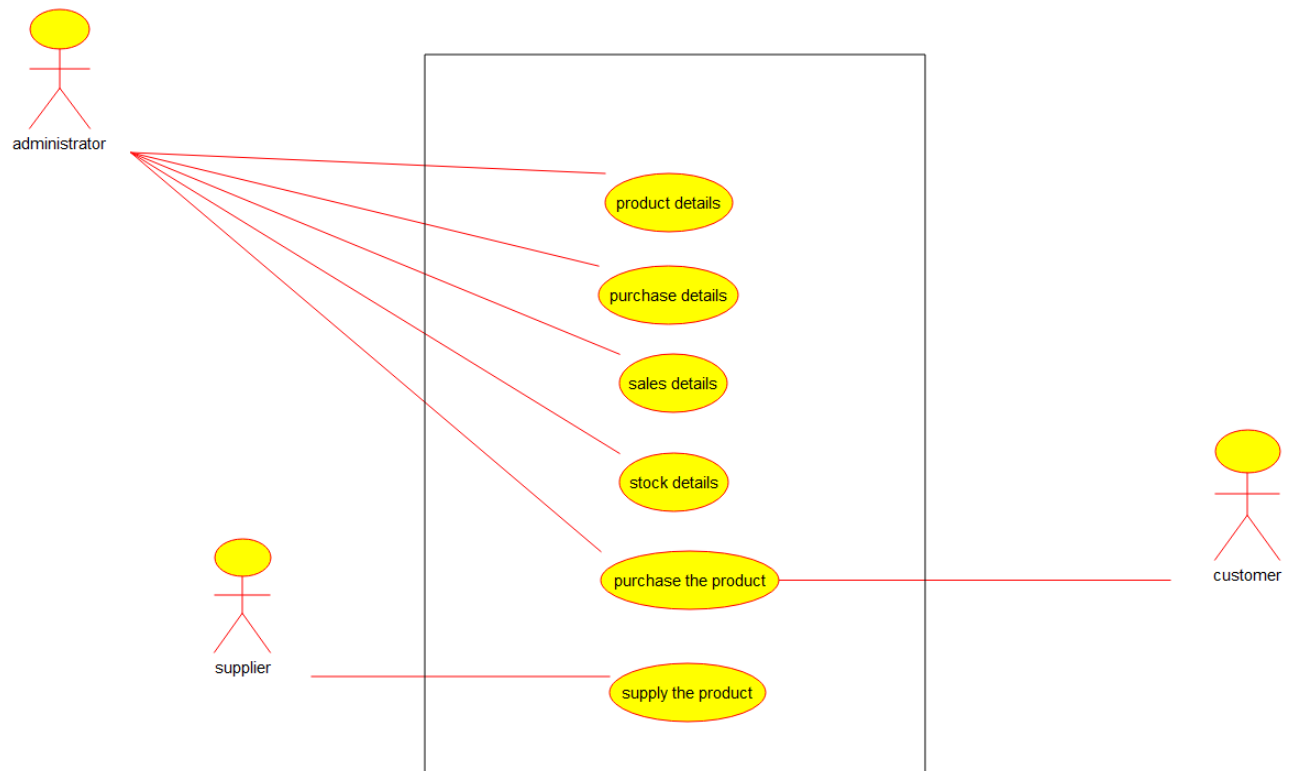 administrator
product details
purchase details
sales details
stock details
purchase the product
customer
supplier
supply the product